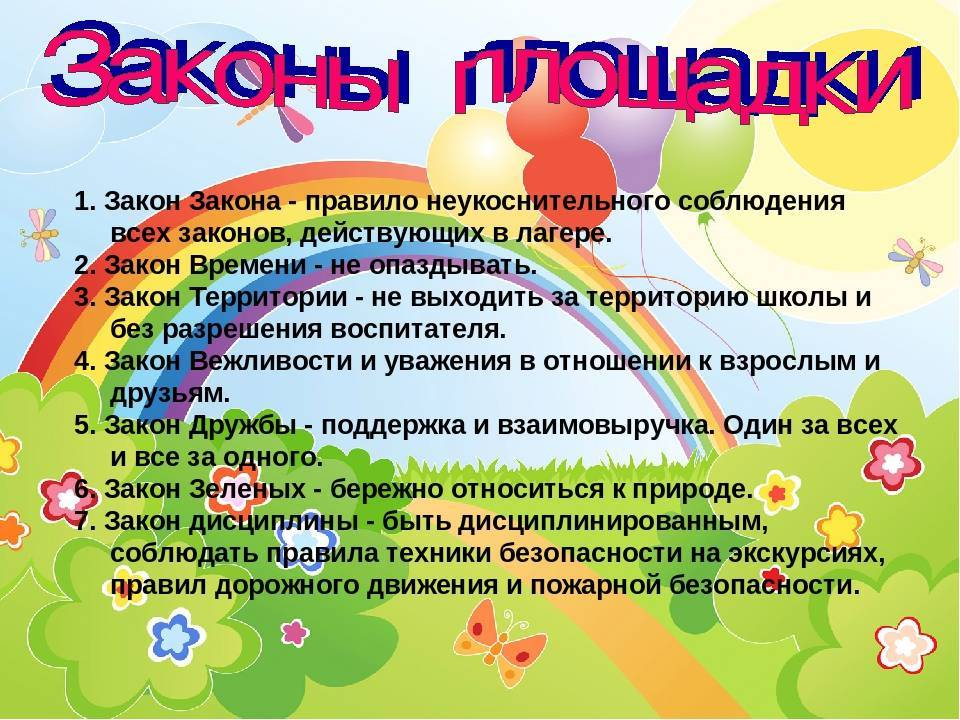 Законы площадки
1. Закон Закона - правило неукоснительного соблюдения
всех законов, действующих в лагере.
2. Закон Времени - не опаздывать.
3. Закон Территории - не выходить за территорию школы и
без разрешения воспитателя.
4. Закон Вежливости и уважения в отношении к взрослым и
друзьям.
5. Закон Дружбы - поддержка и взаимовыручка. Один за всех
и все за одного.
6. Закон Зеленых - бережно относиться к природе.
7. Закон дисциплины - быть дисциплинированным,
соблюдать правила техники безопасности на экскурсиях,
правил дорожного движения и пожарной безопасности.